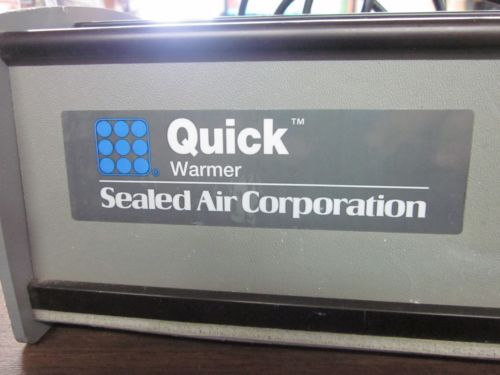 Quick™
Warmer
®
Sealed Air Corporation